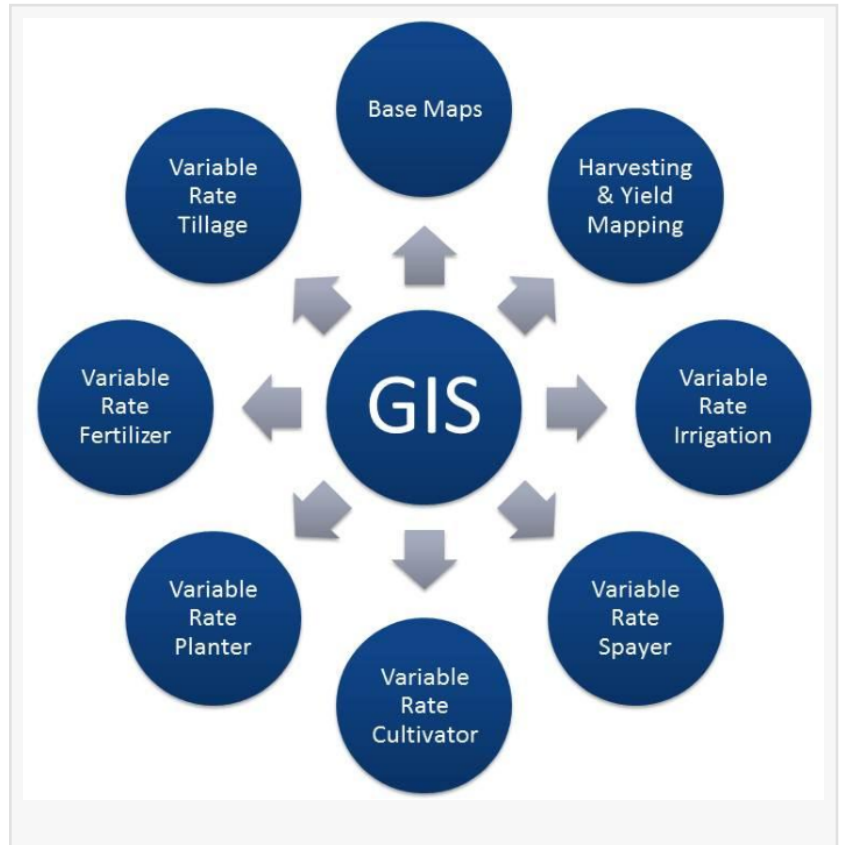 Base Maps
Variable
Rate
Tillage
Harvesting
& Yield
Mapping
Variable
Rate
Fertilizer
GIS
Variable
Rate
Irrigation
Variable
Rate
Planter
Variable
Rate
Spayer
Variable
Rate
Cultivator